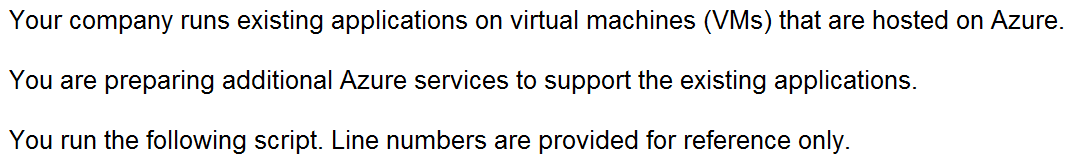 Your company runs existing applications on virtual machines (VMs) that are hosted on Azure.
You are preparing additional Azure services to support the existing applications.
You run the following script. Line numbers are provided for reference only.